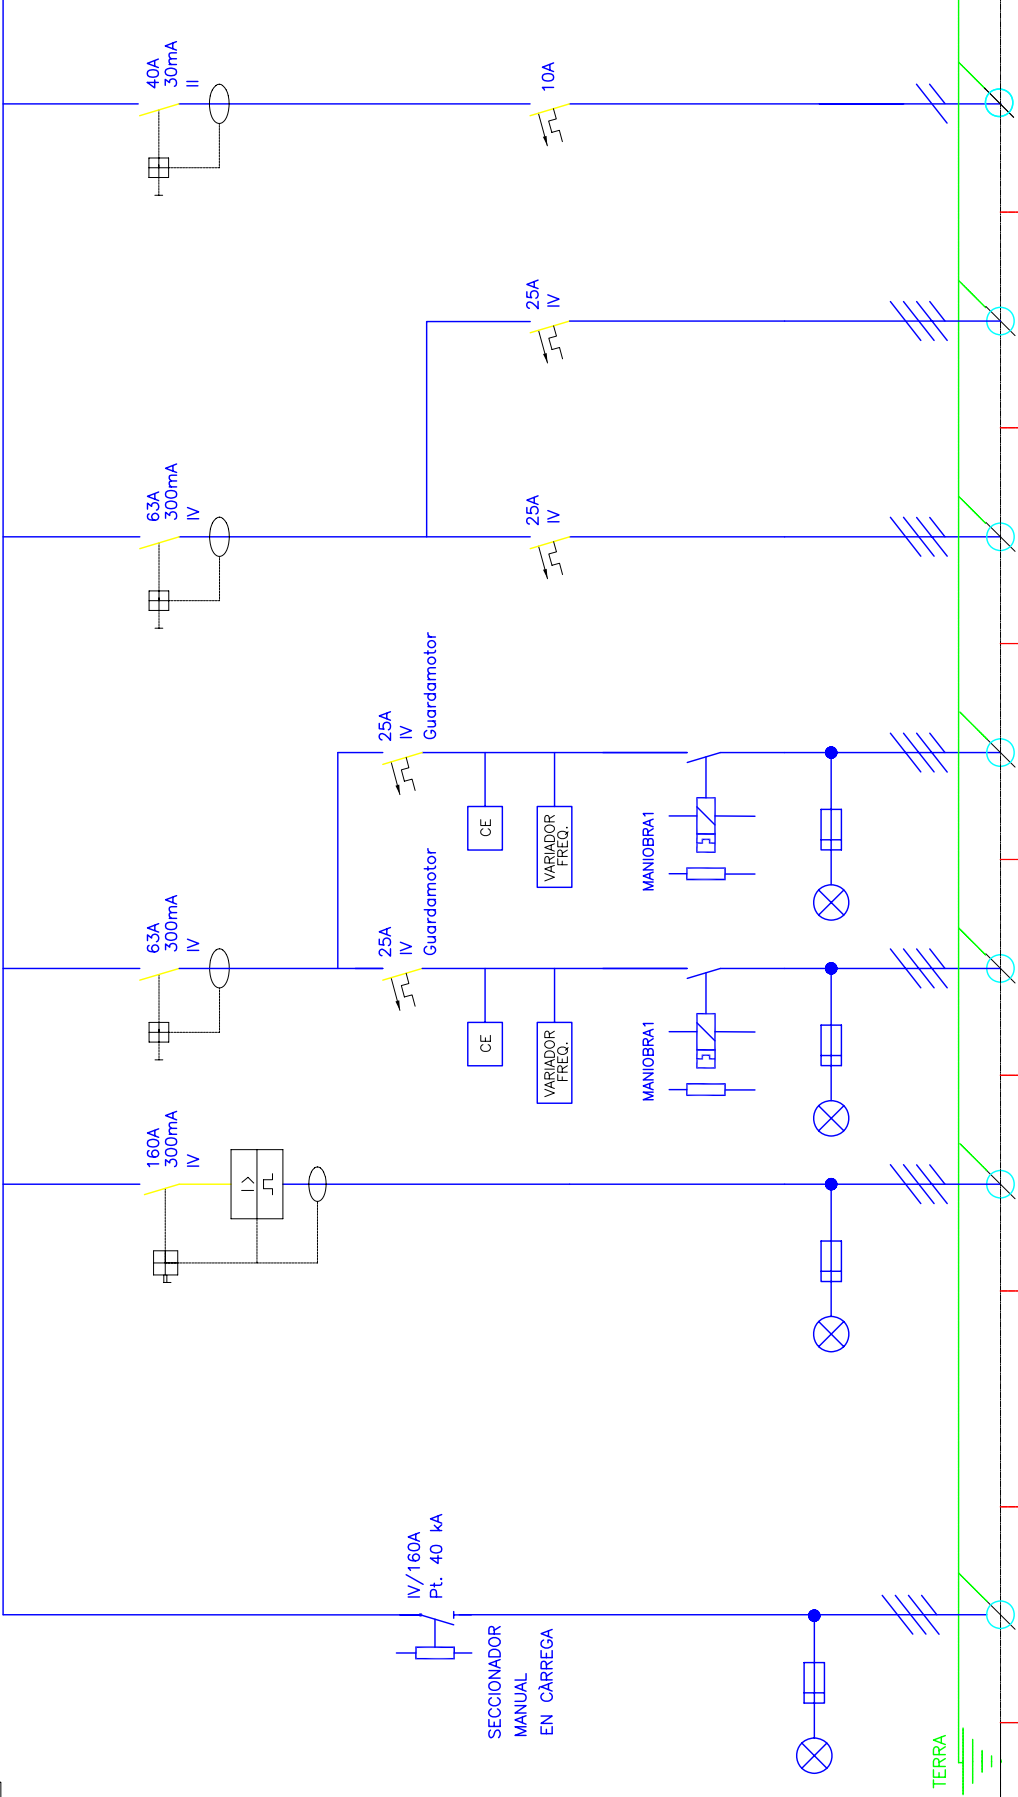 IV/160A
Pt. 40 kA
SECCIONADOR
MANUAL
EN CÀRREGA
TERRA
160A
300mA
IV
I>
63A
300mA
IV
25A
IV
Guardamotor
CE
VARIADOR
FREQ.
MANIOBRA1
25A
IV
Guardamotor
CE
VARIADOR
FREQ.
MANIOBRA1
63A
300mA
IV
25A
IV
25A
IV
40A
30mA
II
10A